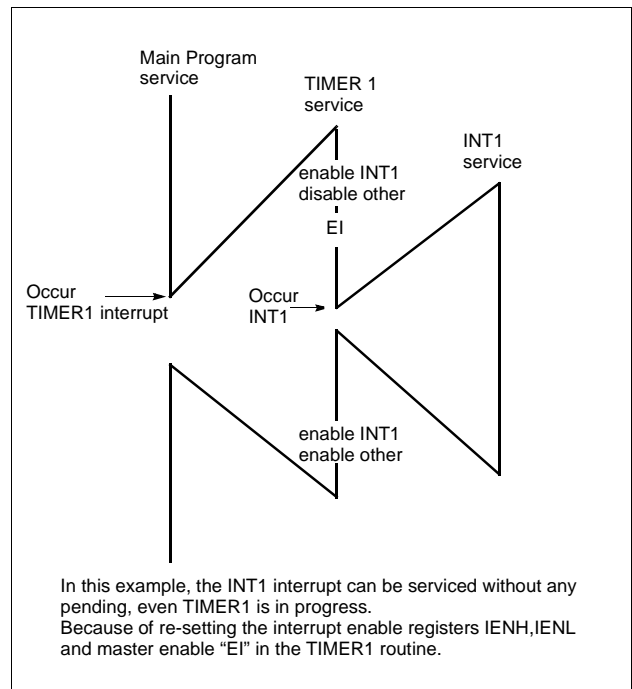 Main Program
service
TIMER 1
service
INT1
service
enable INT1
disable other
EI
Occur
TIMER1 interrupt
Occur
INT1
enable INT1
enable other
In this example, the INT1 interrupt can be serviced without any
pending, even TIMER1 is in progress.
Because of re-setting the interrupt enable registers IENH,IENL
and master enable “EI” in the TIMER1 routine.